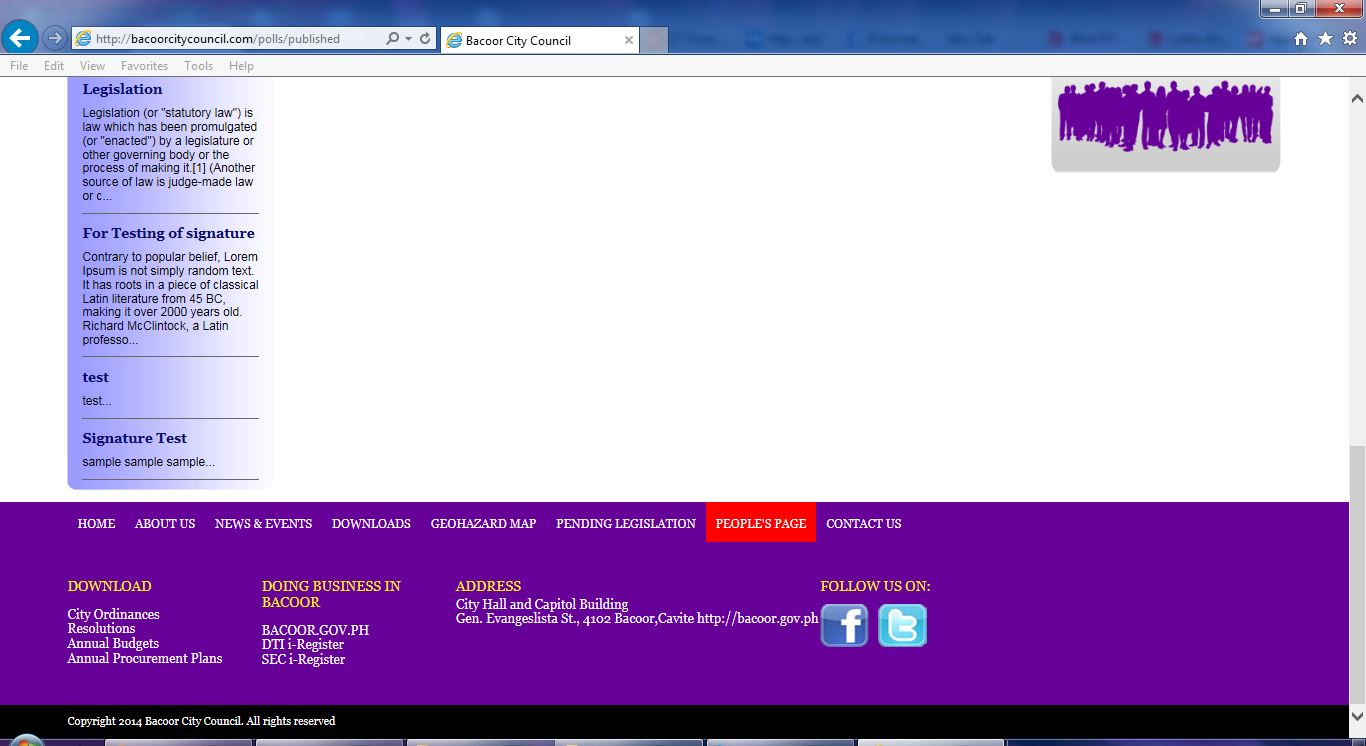 http://bacoorcitycouncil.com/polls/published
Bacoor City Council
File Edit View Favorites Tools Help
Legislation
Legislation (or "statutory law") is
law which has been promulgated
(or "enacted") by a legislature or
other governing body or the
process of making it.[1] (Another
source of law is judge-made law
or c...
For Testing of signature
Contrary to popular belief, Lorem
Ipsum is not simply random text.
It has roots in a piece of classical
Latin literature from 45 BC,
making it over 2000 years old.
Richard McClintock, a Latin
professo...
test
test...
Signature Test
sample sample sample...
HOME ABOUT US NEWS & EVENTS DOWNLOADS GEOHAZARD MAP PENDING LEGISLATION PEOPLE'S PAGE CONTACT US
DOWNLOAD
City Ordinances
Resolutions
Annual Budgets
Annual Procurement Plans
DOING BUSINESS IN
BACOOR
BACOOR.GOV.PH
DTI i-Register
SEC i-Register
ADDRESS
City Hall and Capitol Building
Gen. Evangeslista St., 4102 Bacoor,Cavite http://bacoor.gov.ph
FOLLOW US ON:
Copyright 2014 Bacoor City Council. All rights reserved